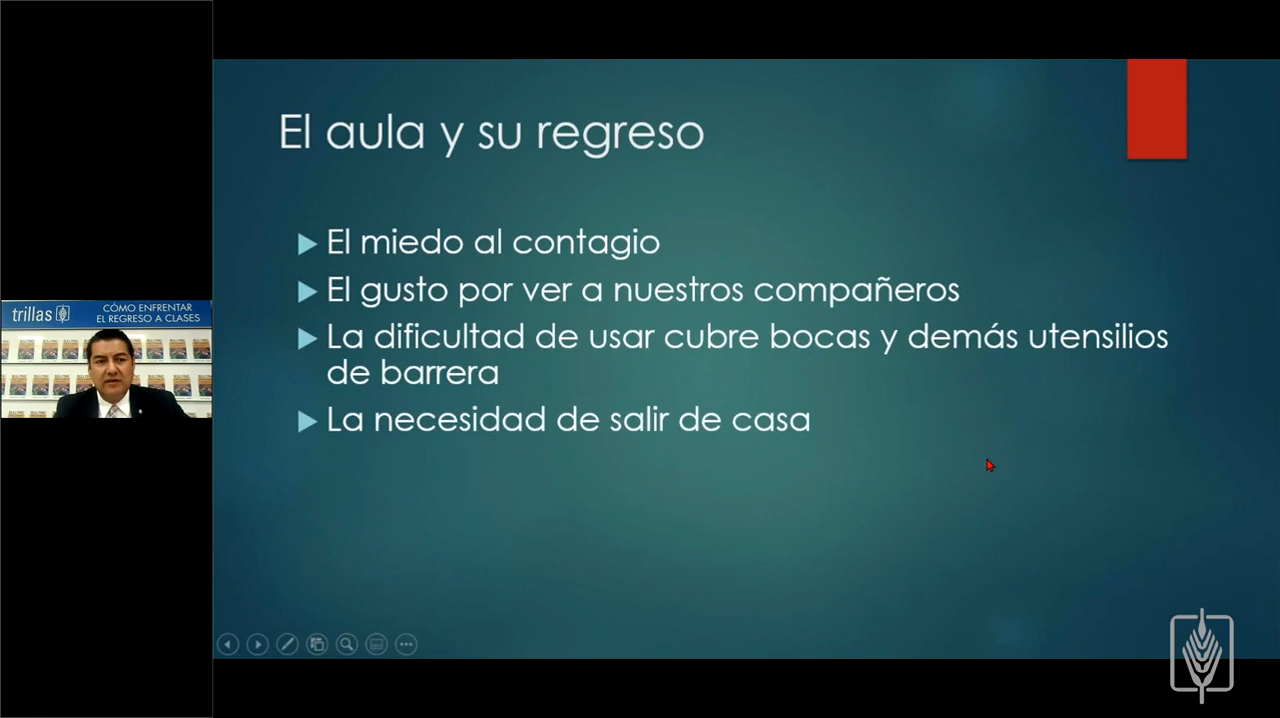 El aula y su regreso
El miedo al contagio
El gusto por ver a nuestros compañeros
La dificultad de usar cubre bocas y demás utensilios
de barrera
La necesidad de salir de casa
trillas
CÓMO ENFRENTAR
EL REGRESO A CLASES